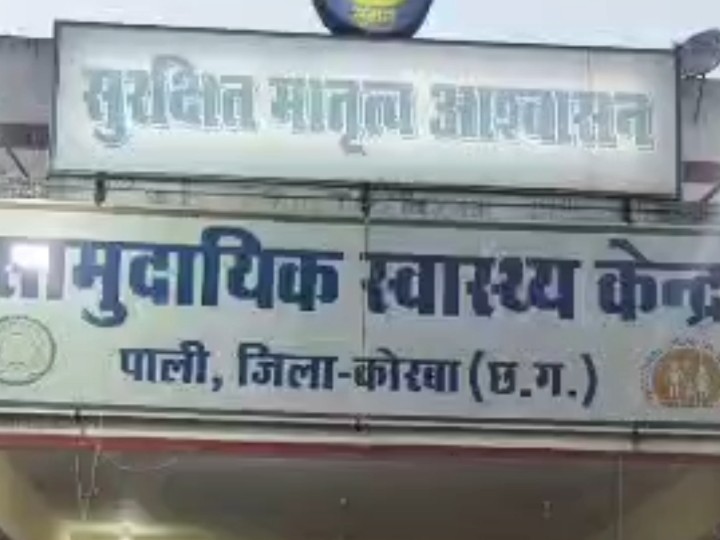 सुरक्षित मातृत्व आश्वासन
सामुदायिक स्वास्थ्य केन्द्र
पाली, जिला-कोरबा (छ.ग.)